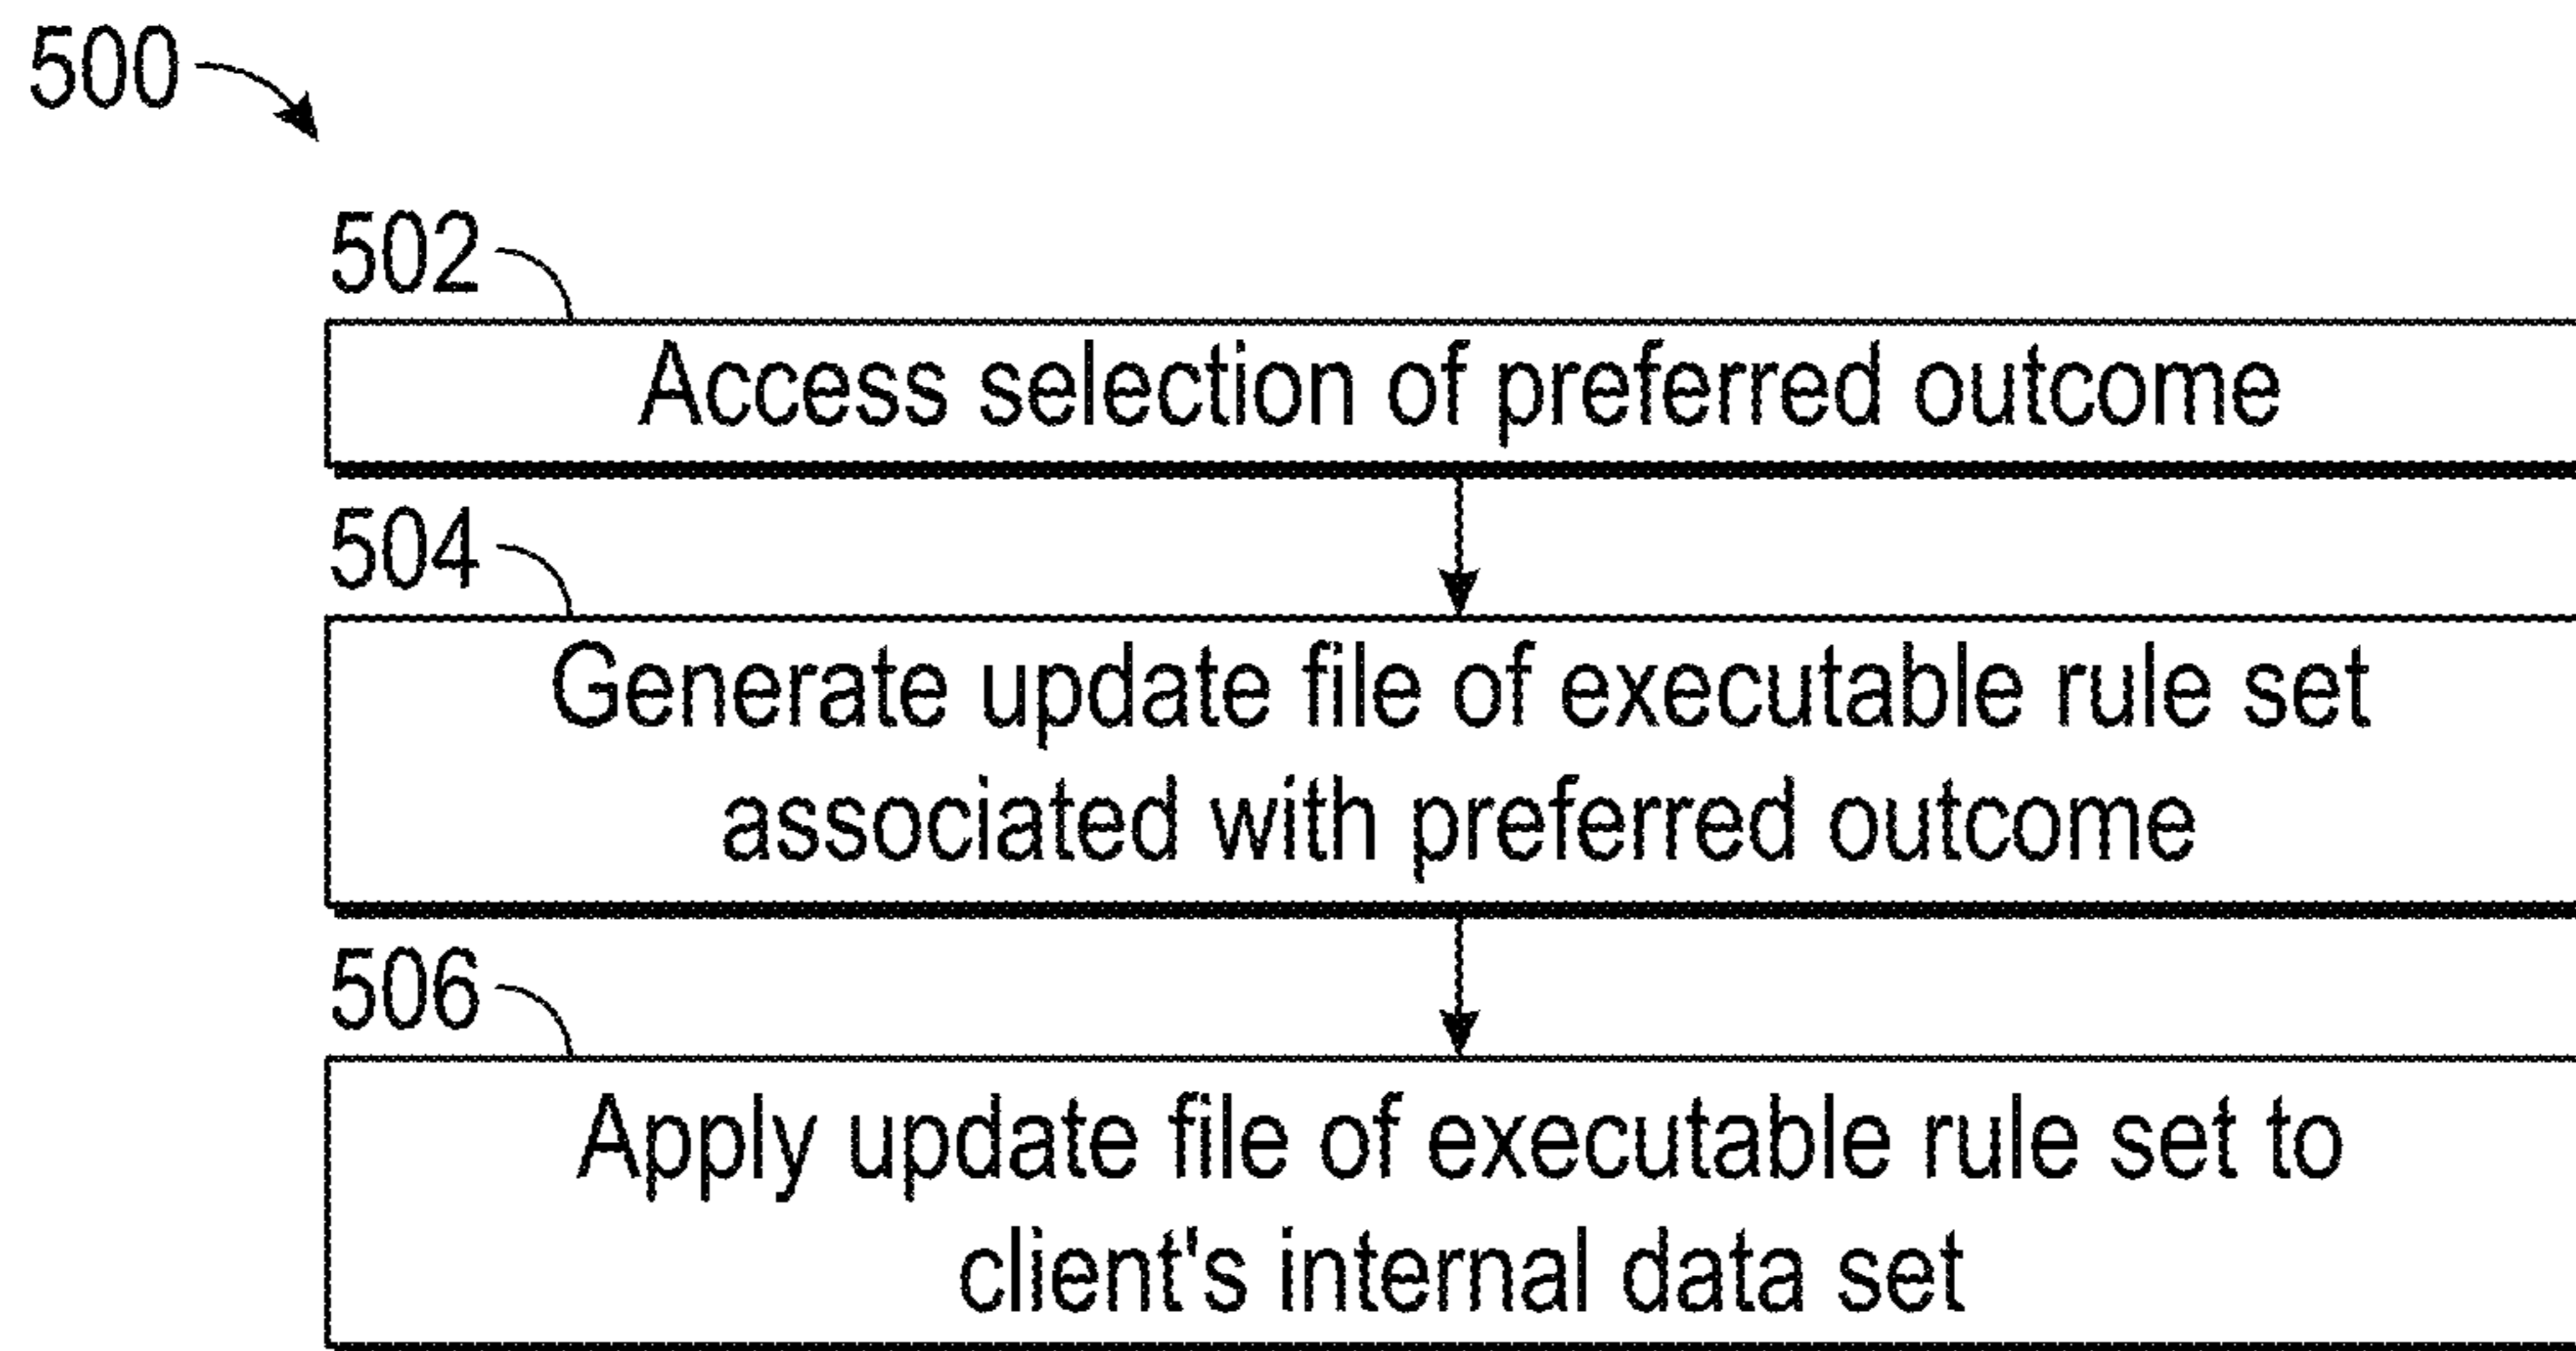 500
502
Access selection of preferred outcome
504
Generate update file of executable rule set
associated with preferred outcome
506
Apply update file of executable rule set to
client's internal data set